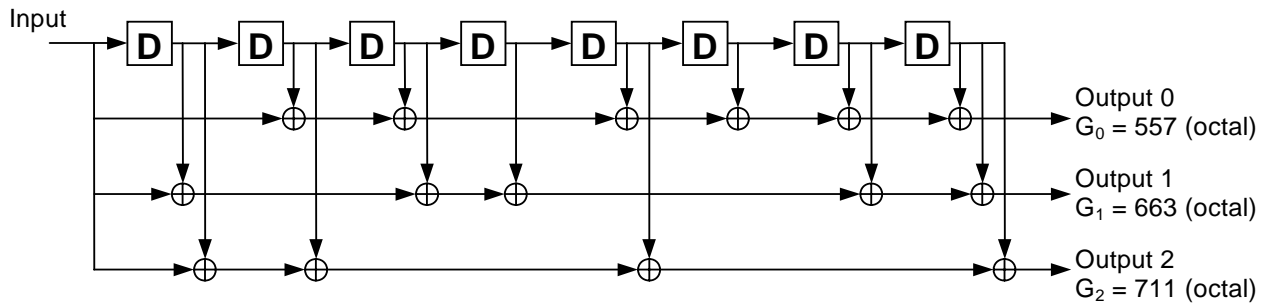 Input
D D D D D D D D
Output 0
G₀ = 557 (octal)
Output 1
G₁ = 663 (octal)
Output 2
G₂ = 711 (octal)